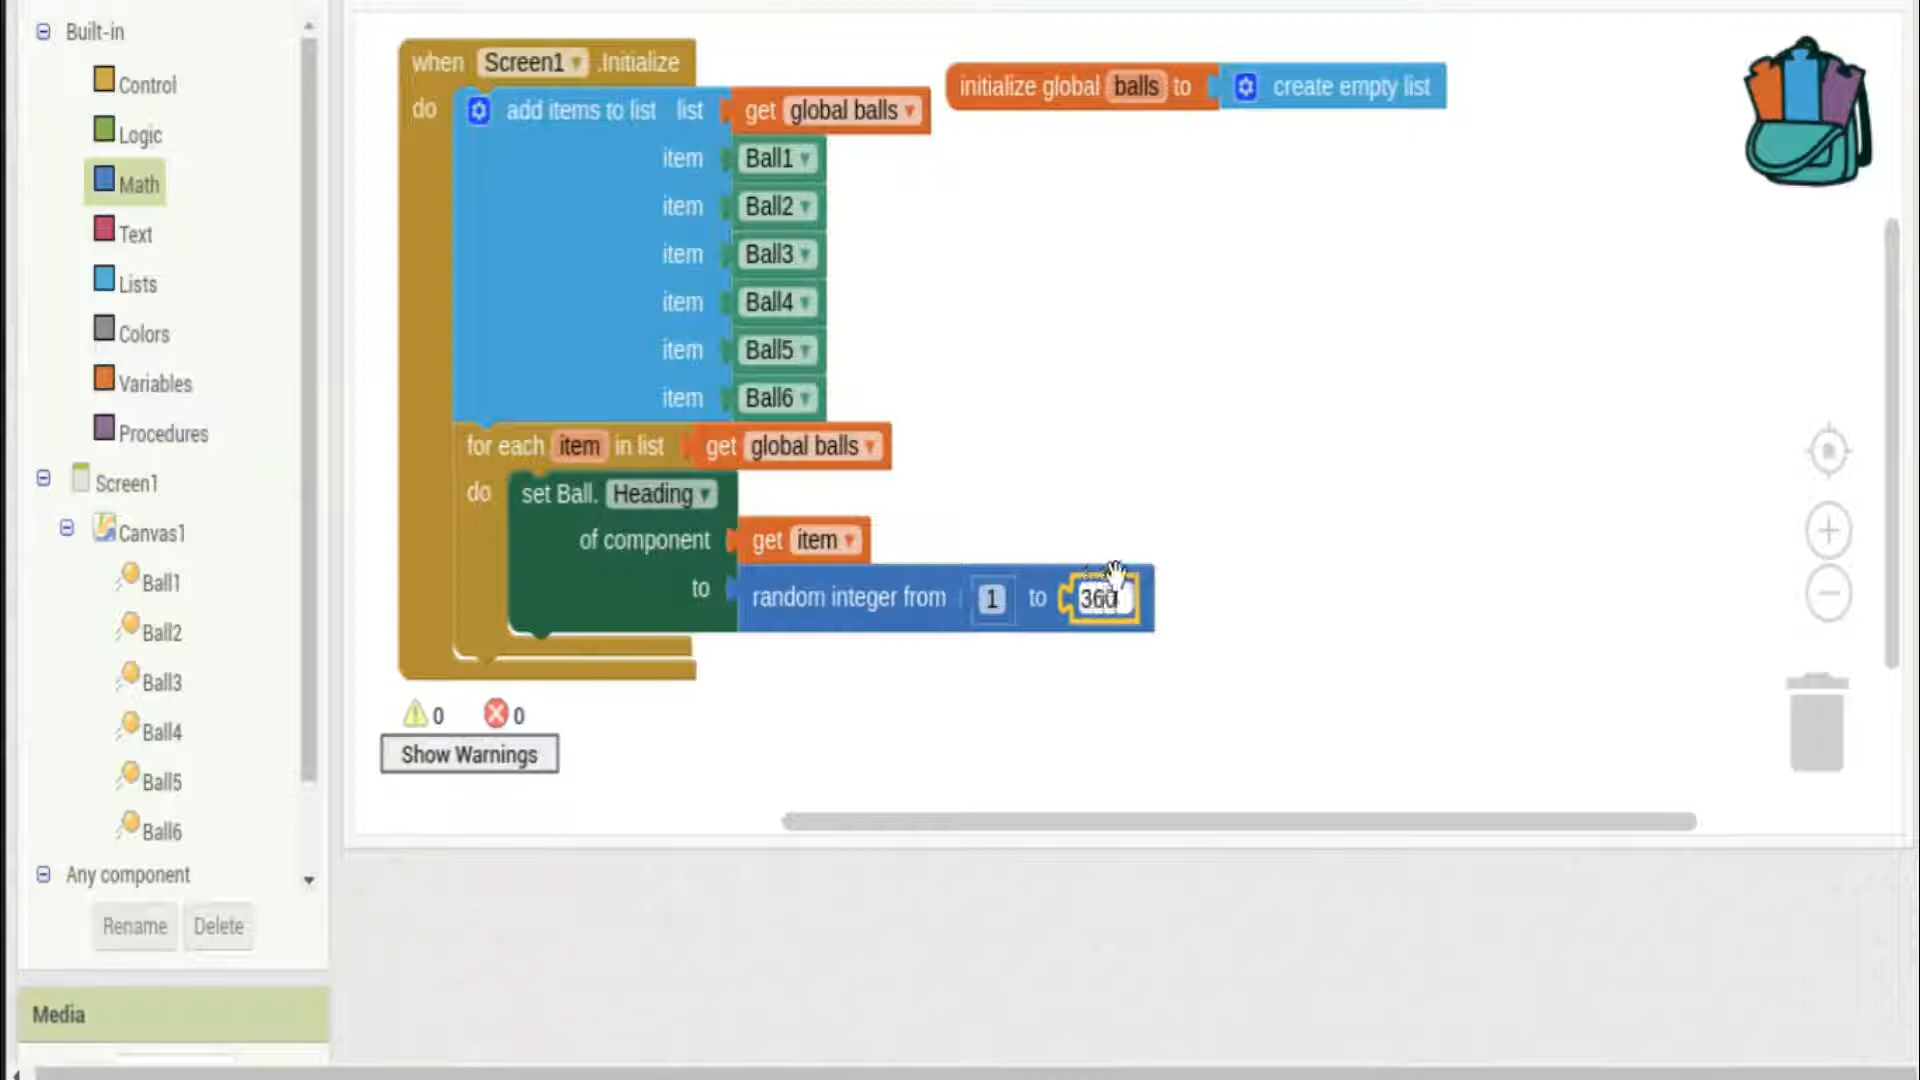 Built-in
Control
Logic
Math
Text
Lists
Colors
Variables
Procedures
Screen1
Canvas1
Ball1
Ball2
Ball3
Ball4
Ball5
Ball6
Any component
Rename Delete
Media
when Screen1 .Initialize
do add items to list list get global balls
item Ball1
item Ball2
item Ball3
item Ball4
item Ball5
item Ball6
for each item in list get global balls
do set Ball. Heading
of component get item
to random integer from 1 to 360
initialize global balls to create empty list
0 0
Show Warnings